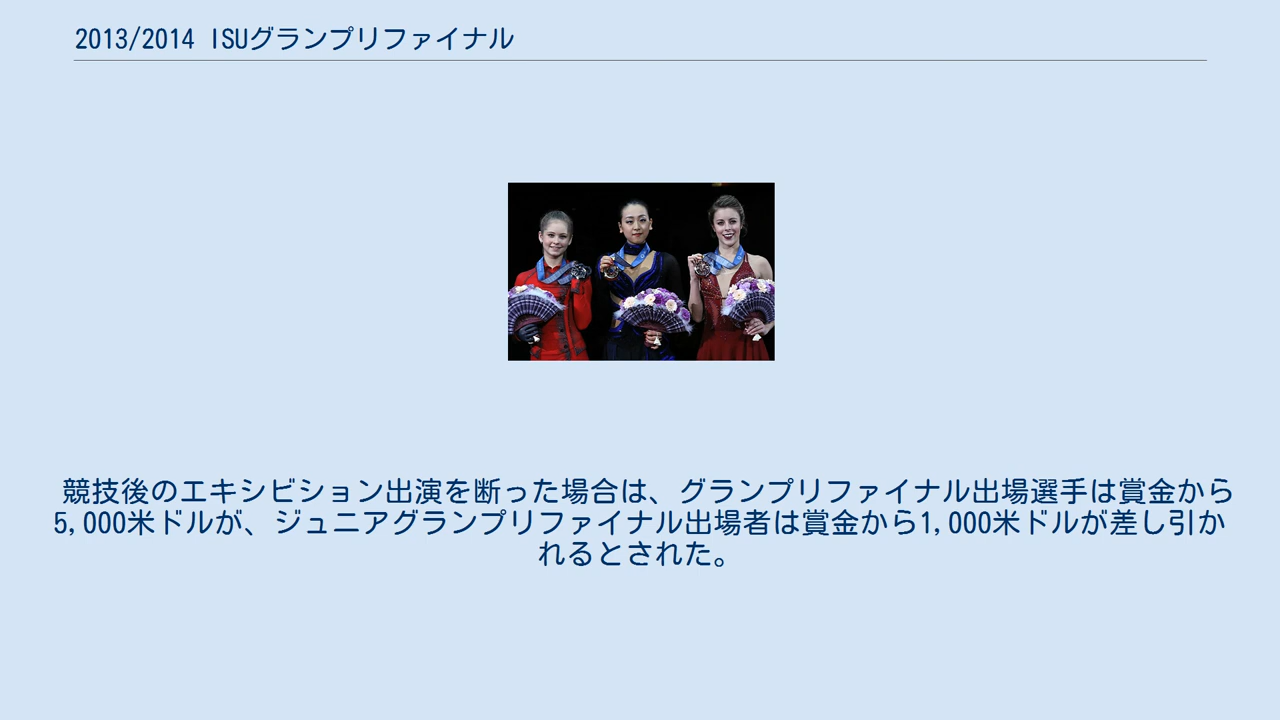 2013/2014 ISUグランプリファイナル
競技後のエキシビション出演を断った場合は、グランプリファイナル出場選手は賞金から
5,000米ドルが、ジュニアグランプリファイナル出場者は賞金から1,000米ドルが差し引か
れるとされた。